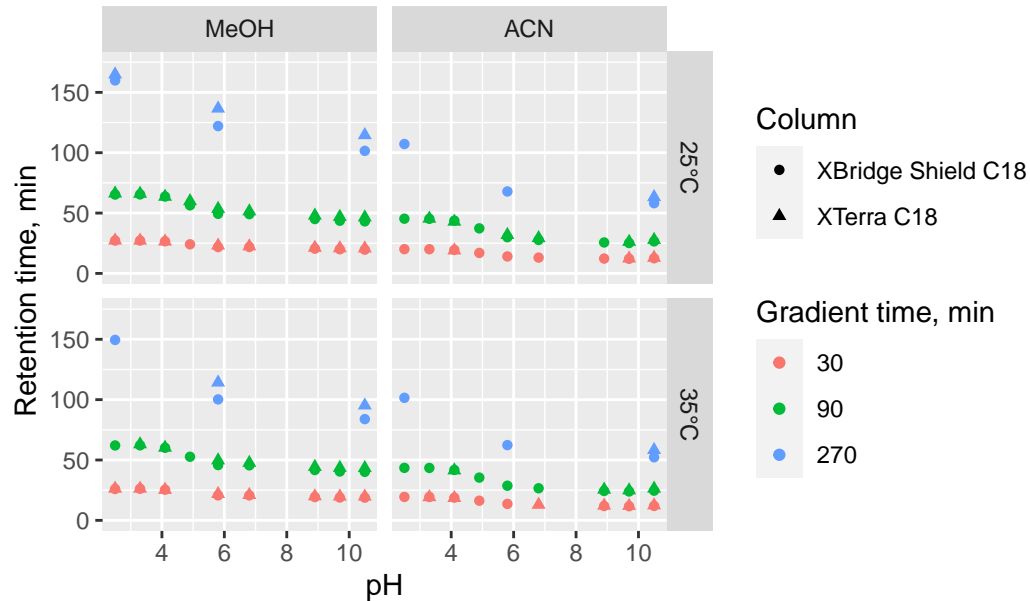 MeOH
ACN
150
100
50
0
25°C
150
100
50
0
35°C
4
6
8
10
4
6
8
10
pH
Retention time, min
Column
XBridge Shield C18
XTerra C18
Gradient time, min
30
90
270